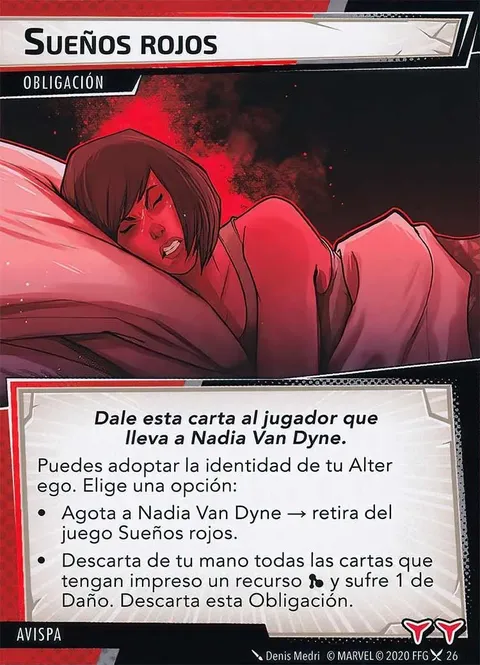 Sueños rojos
OBLIGACIÓN
Dale esta carta al jugador que
lleva a Nadia Van Dyne.
Puedes adoptar la identidad de tu Alter
ego. Elige una opción:
• Agota a Nadia Van Dyne → retira del
juego Sueños rojos.
• Descarta de tu mano todas las cartas que
tengan impreso un recurso y sufre 1 de
Daño. Descarta esta Obligación.
AVISPA
Denis Medri © MARVEL © 2020 FFG 26